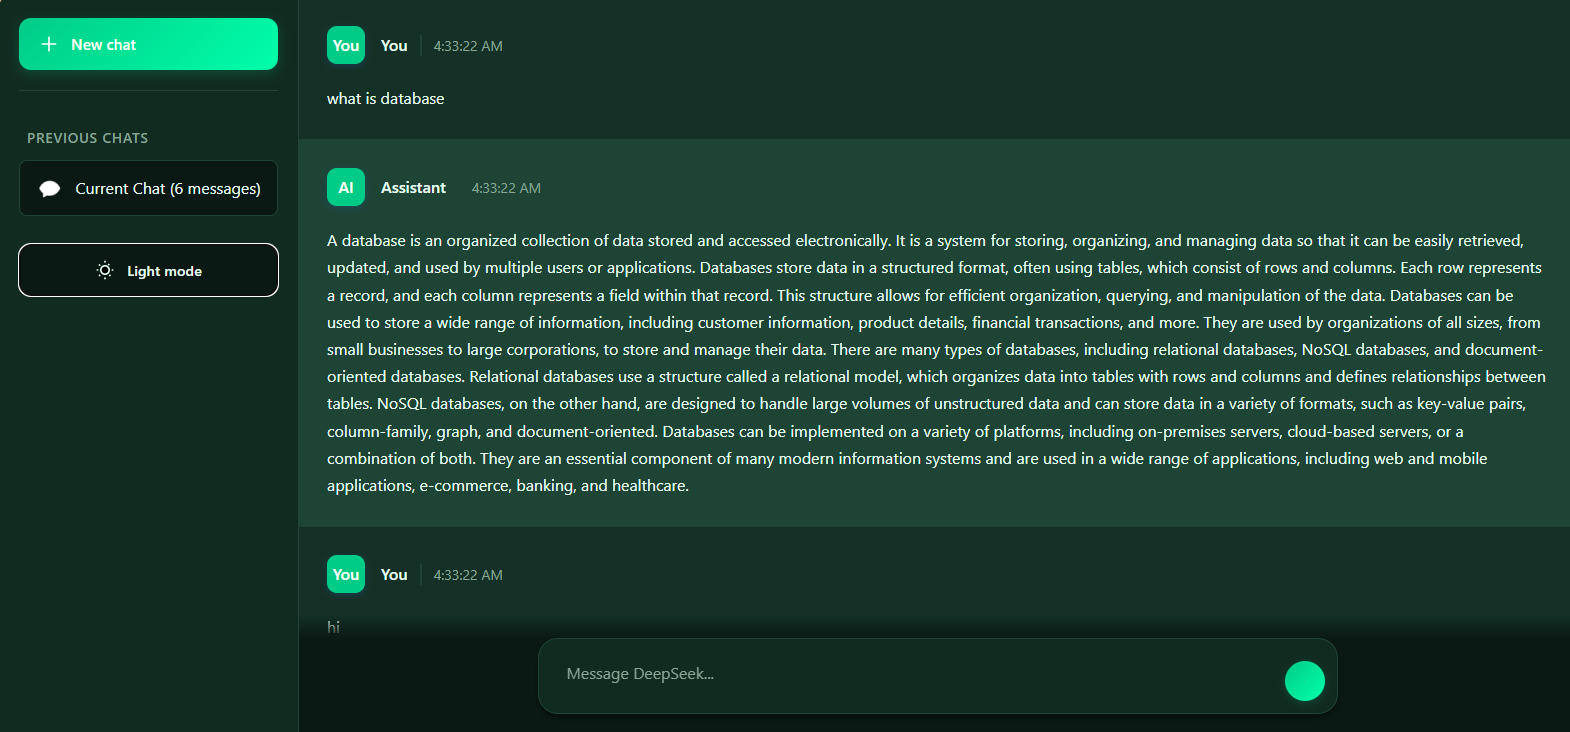 New chat
PREVIOUS CHATS
Current Chat (6 messages)
Light mode
You You 4:33:22 AM
what is database
AI Assistant 4:33:22 AM
A database is an organized collection of data stored and accessed electronically. It is a system for storing, organizing, and managing data so that it can be easily retrieved,
updated, and used by multiple users or applications. Databases store data in a structured format, often using tables, which consist of rows and columns. Each row represents
a record, and each column represents a field within that record. This structure allows for efficient organization, querying, and manipulation of the data. Databases can be
used to store a wide range of information, including customer information, product details, financial transactions, and more. They are used by organizations of all sizes, from
small businesses to large corporations, to store and manage their data. There are many types of databases, including relational databases, NoSQL databases, and document-
oriented databases. Relational databases use a structure called a relational model, which organizes data into tables with rows and columns and defines relationships between
tables. NoSQL databases, on the other hand, are designed to handle large volumes of unstructured data and can store data in a variety of formats, such as key-value pairs,
column-family, graph, and document-oriented. Databases can be implemented on a variety of platforms, including on-premises servers, cloud-based servers, or a
combination of both. They are an essential component of many modern information systems and are used in a wide range of applications, including web and mobile
applications, e-commerce, banking, and healthcare.
You You 4:33:22 AM
hi
Message DeepSeek...